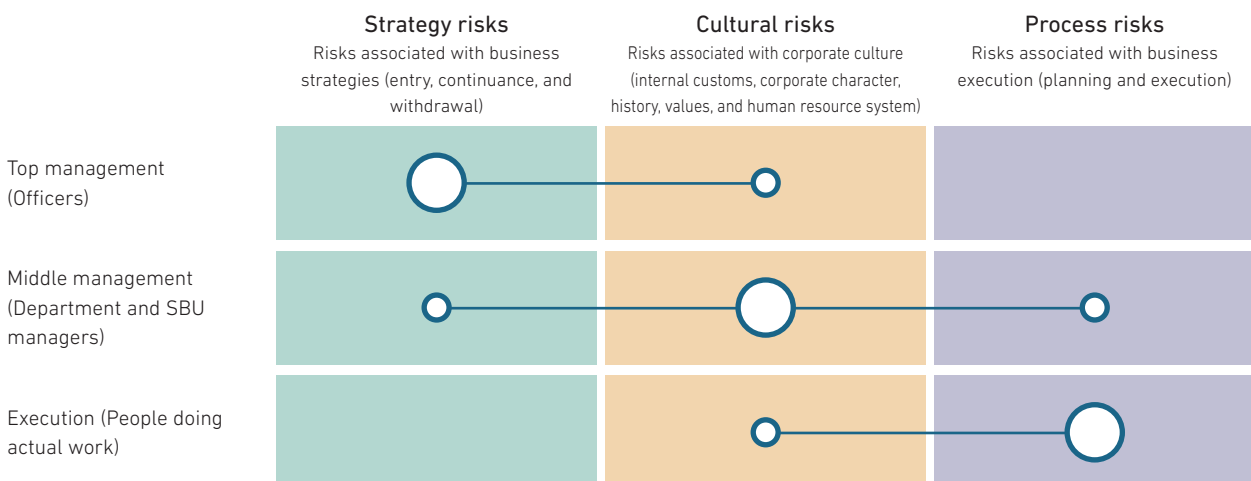 Strategy risks
Risks associated with business
strategies (entry, continuance, and
withdrawal)
Cultural risks
Risks associated with corporate culture
(internal customs, corporate character,
history, values, and human resource system)
Process risks
Risks associated with business
execution (planning and execution)
Top management
(Officers)
Middle management
(Department and SBU
managers)
Execution (People doing
actual work)